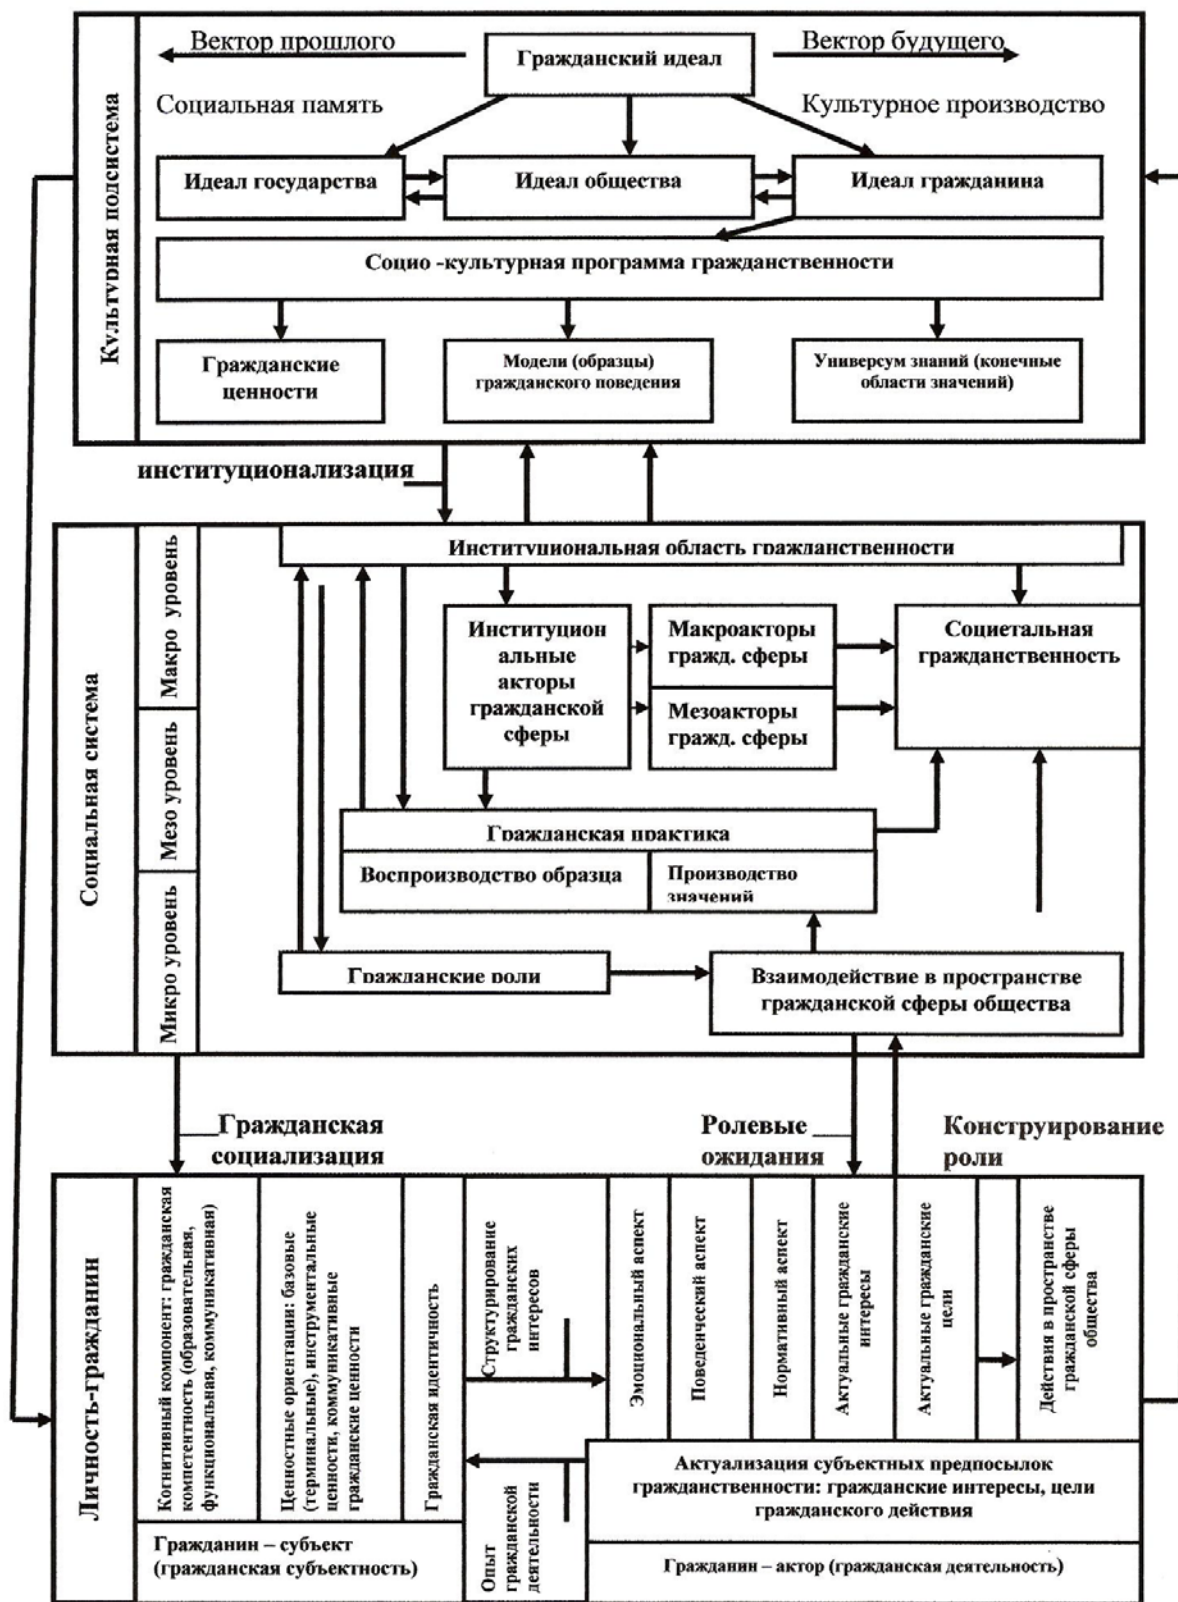 Вектор прошлого
Вектор будущего
Гражданский идеал
Социальная память
Культурное производство
Культурная подсистема
Идеал государства
Идеал общества
Идеал гражданина
Социо -культурная программа гражданственности
Гражданские
ценности
Модели (образцы)
гражданского поведения
Универсум знаний (конечные
области значений)
институционализация
Социальная система
Макро уровень
Мезо уровень
Микро уровень
Институциональная область гражданственности
Институцион
альные
акторы
гражданской
сферы
Макроакторы
гражд. сферы
Мезоакторы
гражд. сферы
Социетальная
гражданственность
Гражданская практика
Воспроизводство образца
Производство
значений
Гражданские роли
Взаимодействие в пространстве
гражданской сферы общества
Гражданская
социализация
Ролевые
ожидания
Конструирование
роли
Личность-гражданин
Когнитивный компонент: гражданская
компетентность (образовательная,
функциональная, коммуникативная)
Ценностные ориентации: базовые
(терминальные), инструментальные
ценности, коммуникативные
гражданские ценности
Гражданская идентичность
Структурирование
гражданских
интересов
Эмоциональный аспект
Поведенческий аспект
Нормативный аспект
Актуальные гражданские
интересы
Актуальные гражданские
цели
Действия в пространстве
гражданской сферы
общества
Гражданин – субъект
(гражданская субъектность)
Опыт
гражданской
деятельности
Актуализация субъектных предпосылок
гражданственности: гражданские интересы, цели
гражданского действия
Гражданин – актор (гражданская деятельность)